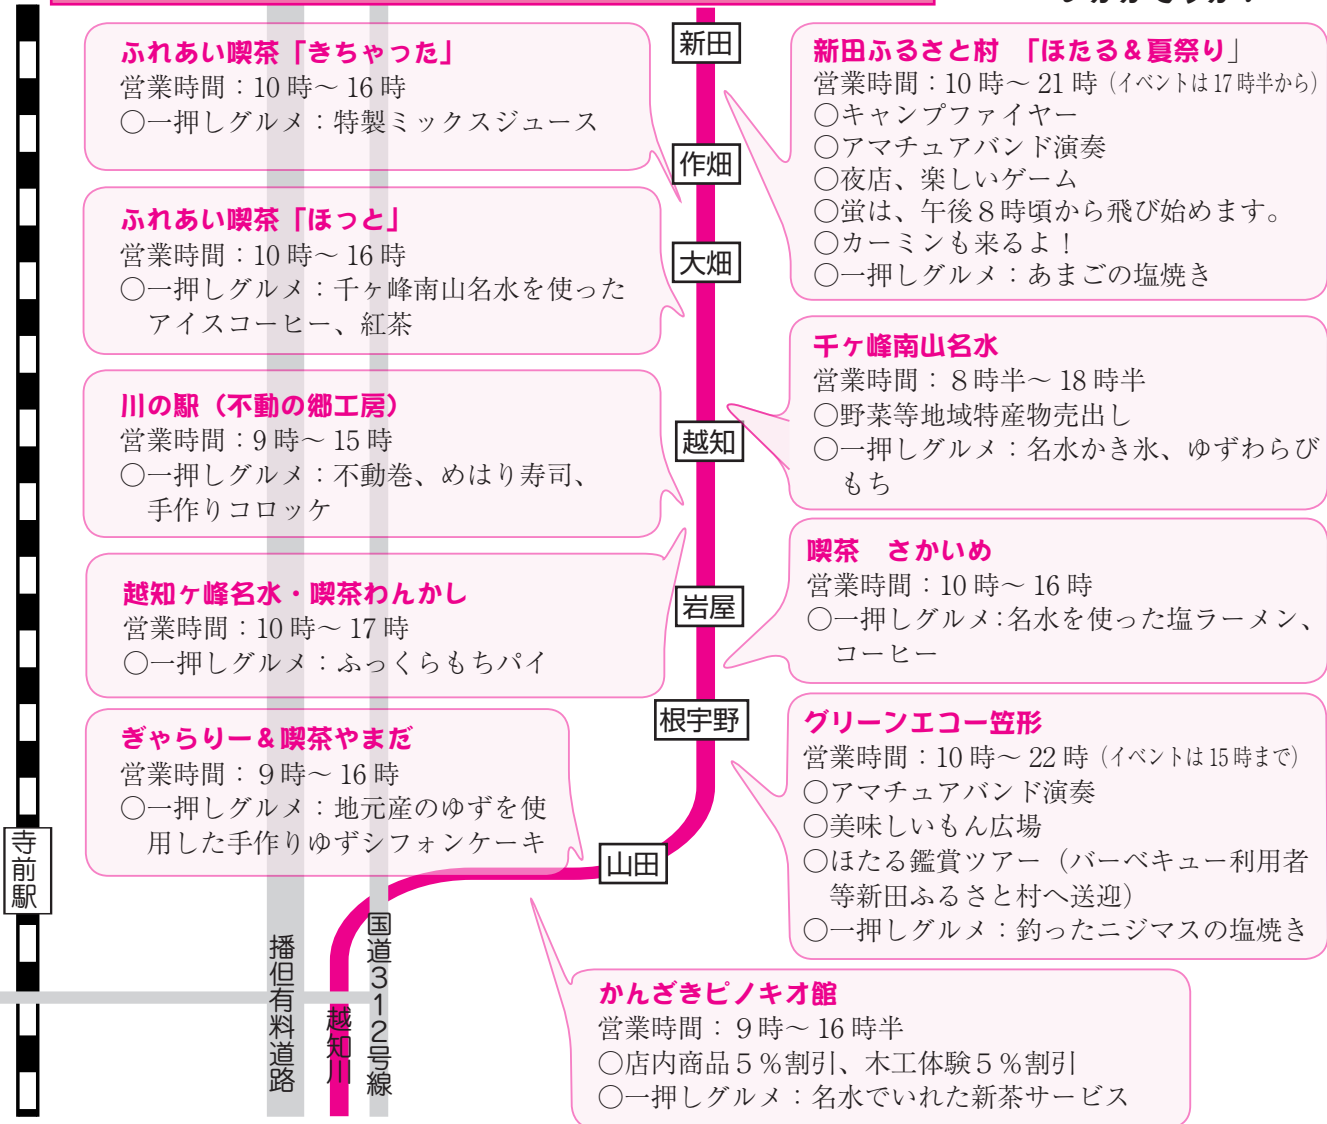 新田
作畑
大畑
越知
岩屋
根宇野
山田
寺前駅
播但有料道路
越知川
国道312号線
ふれあい喫茶「きちゃった」
営業時間：10時～16時
○一押しグルメ：特製ミックスジュース
ふれあい喫茶「ほっと」
営業時間：10時～16時
○一押しグルメ：千ヶ峰南山名水を使った
アイスコーヒー、紅茶
川の駅（不動の郷工房）
営業時間：9時～15時
○一押しグルメ：不動巻、めはり寿司、
手作りコロッケ
越知ヶ峰名水・喫茶わんかし
営業時間：10時～17時
○一押しグルメ：ふっくらもちパイ
ぎゃらりー＆喫茶やまだ
営業時間：９時～16時
○一押しグルメ：地元産のゆずを使
用した手作りゆずシフォンケーキ
新田ふるさと村　「ほたる＆夏祭り」
営業時間：10時～21時（イベントは17時半から）
○キャンプファイヤー
○アマチュアバンド演奏
○夜店、楽しいゲーム
○蛍は、午後８時頃から飛び始めます。
○カーミンも来るよ！
○一押しグルメ：あまごの塩焼き
千ヶ峰南山名水
営業時間：８時半～18時半
○野菜等地域特産物売出し
○一押しグルメ：名水かき氷、ゆずわらび
もち
喫茶　さかいめ
営業時間：10時～16時
○一押しグルメ：名水を使った塩ラーメン、
コーヒー
グリーンエコー笠形
営業時間：10時～22時（イベントは15時まで）
○アマチュアバンド演奏
○美味しいもん広場
○ほたる鑑賞ツアー（バーベキュー利用者
等新田ふるさと村へ送迎）
○一押しグルメ：釣ったニジマスの塩焼き
かんざきピノキオ館
営業時間：９時～16時半
○店内商品５％割引、木工体験５％割引
○一押しグルメ：名水でいれた新茶サービス